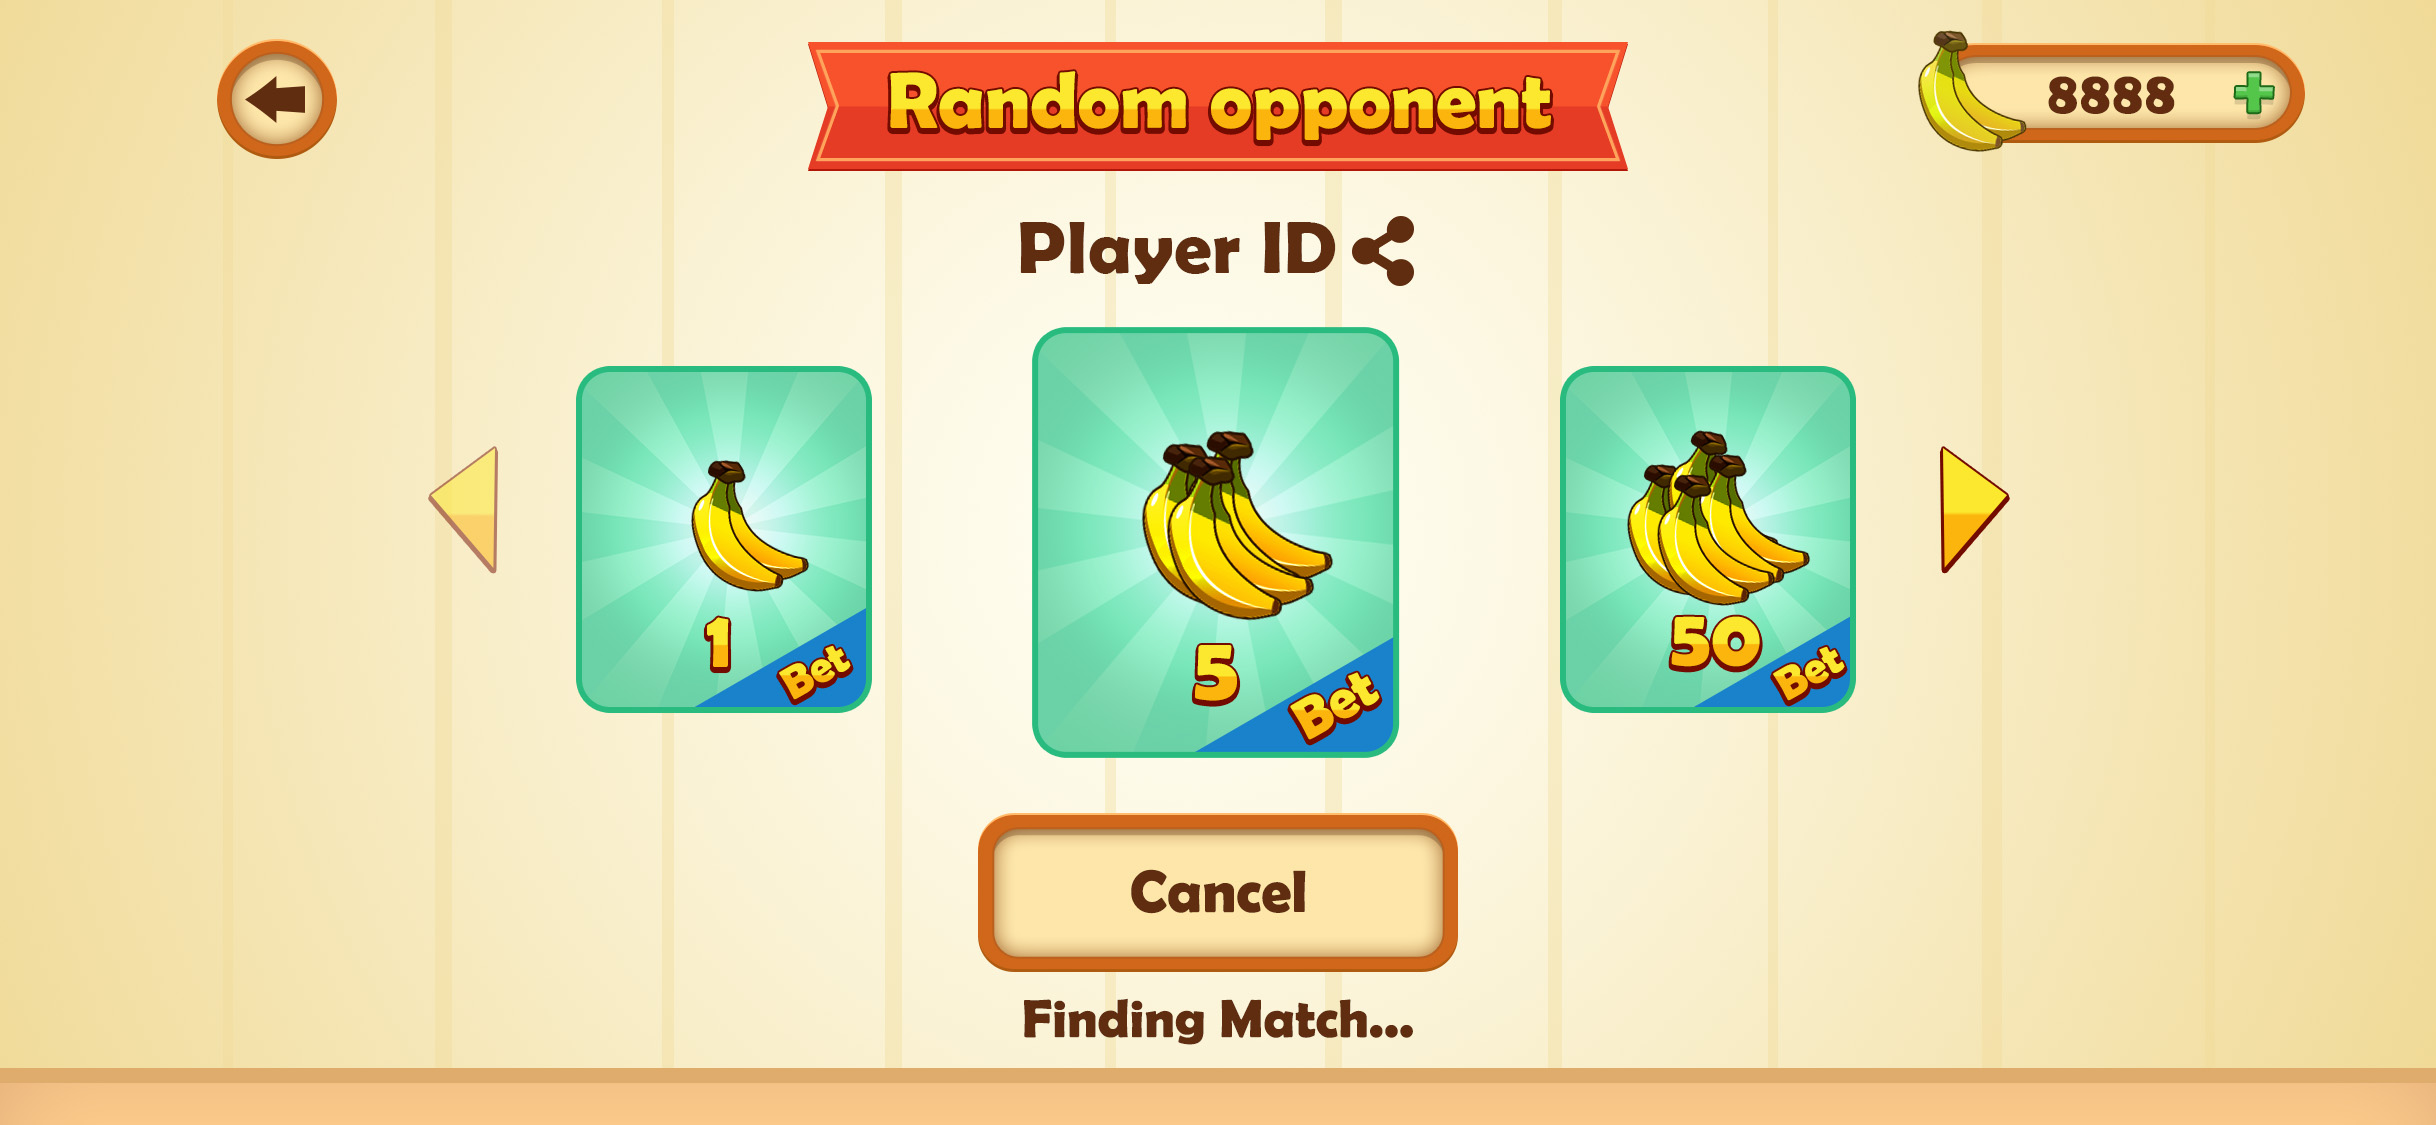 Random opponent
8888
Player ID
1
Bet
5
Bet
50
Bet
Cancel
Finding Match...